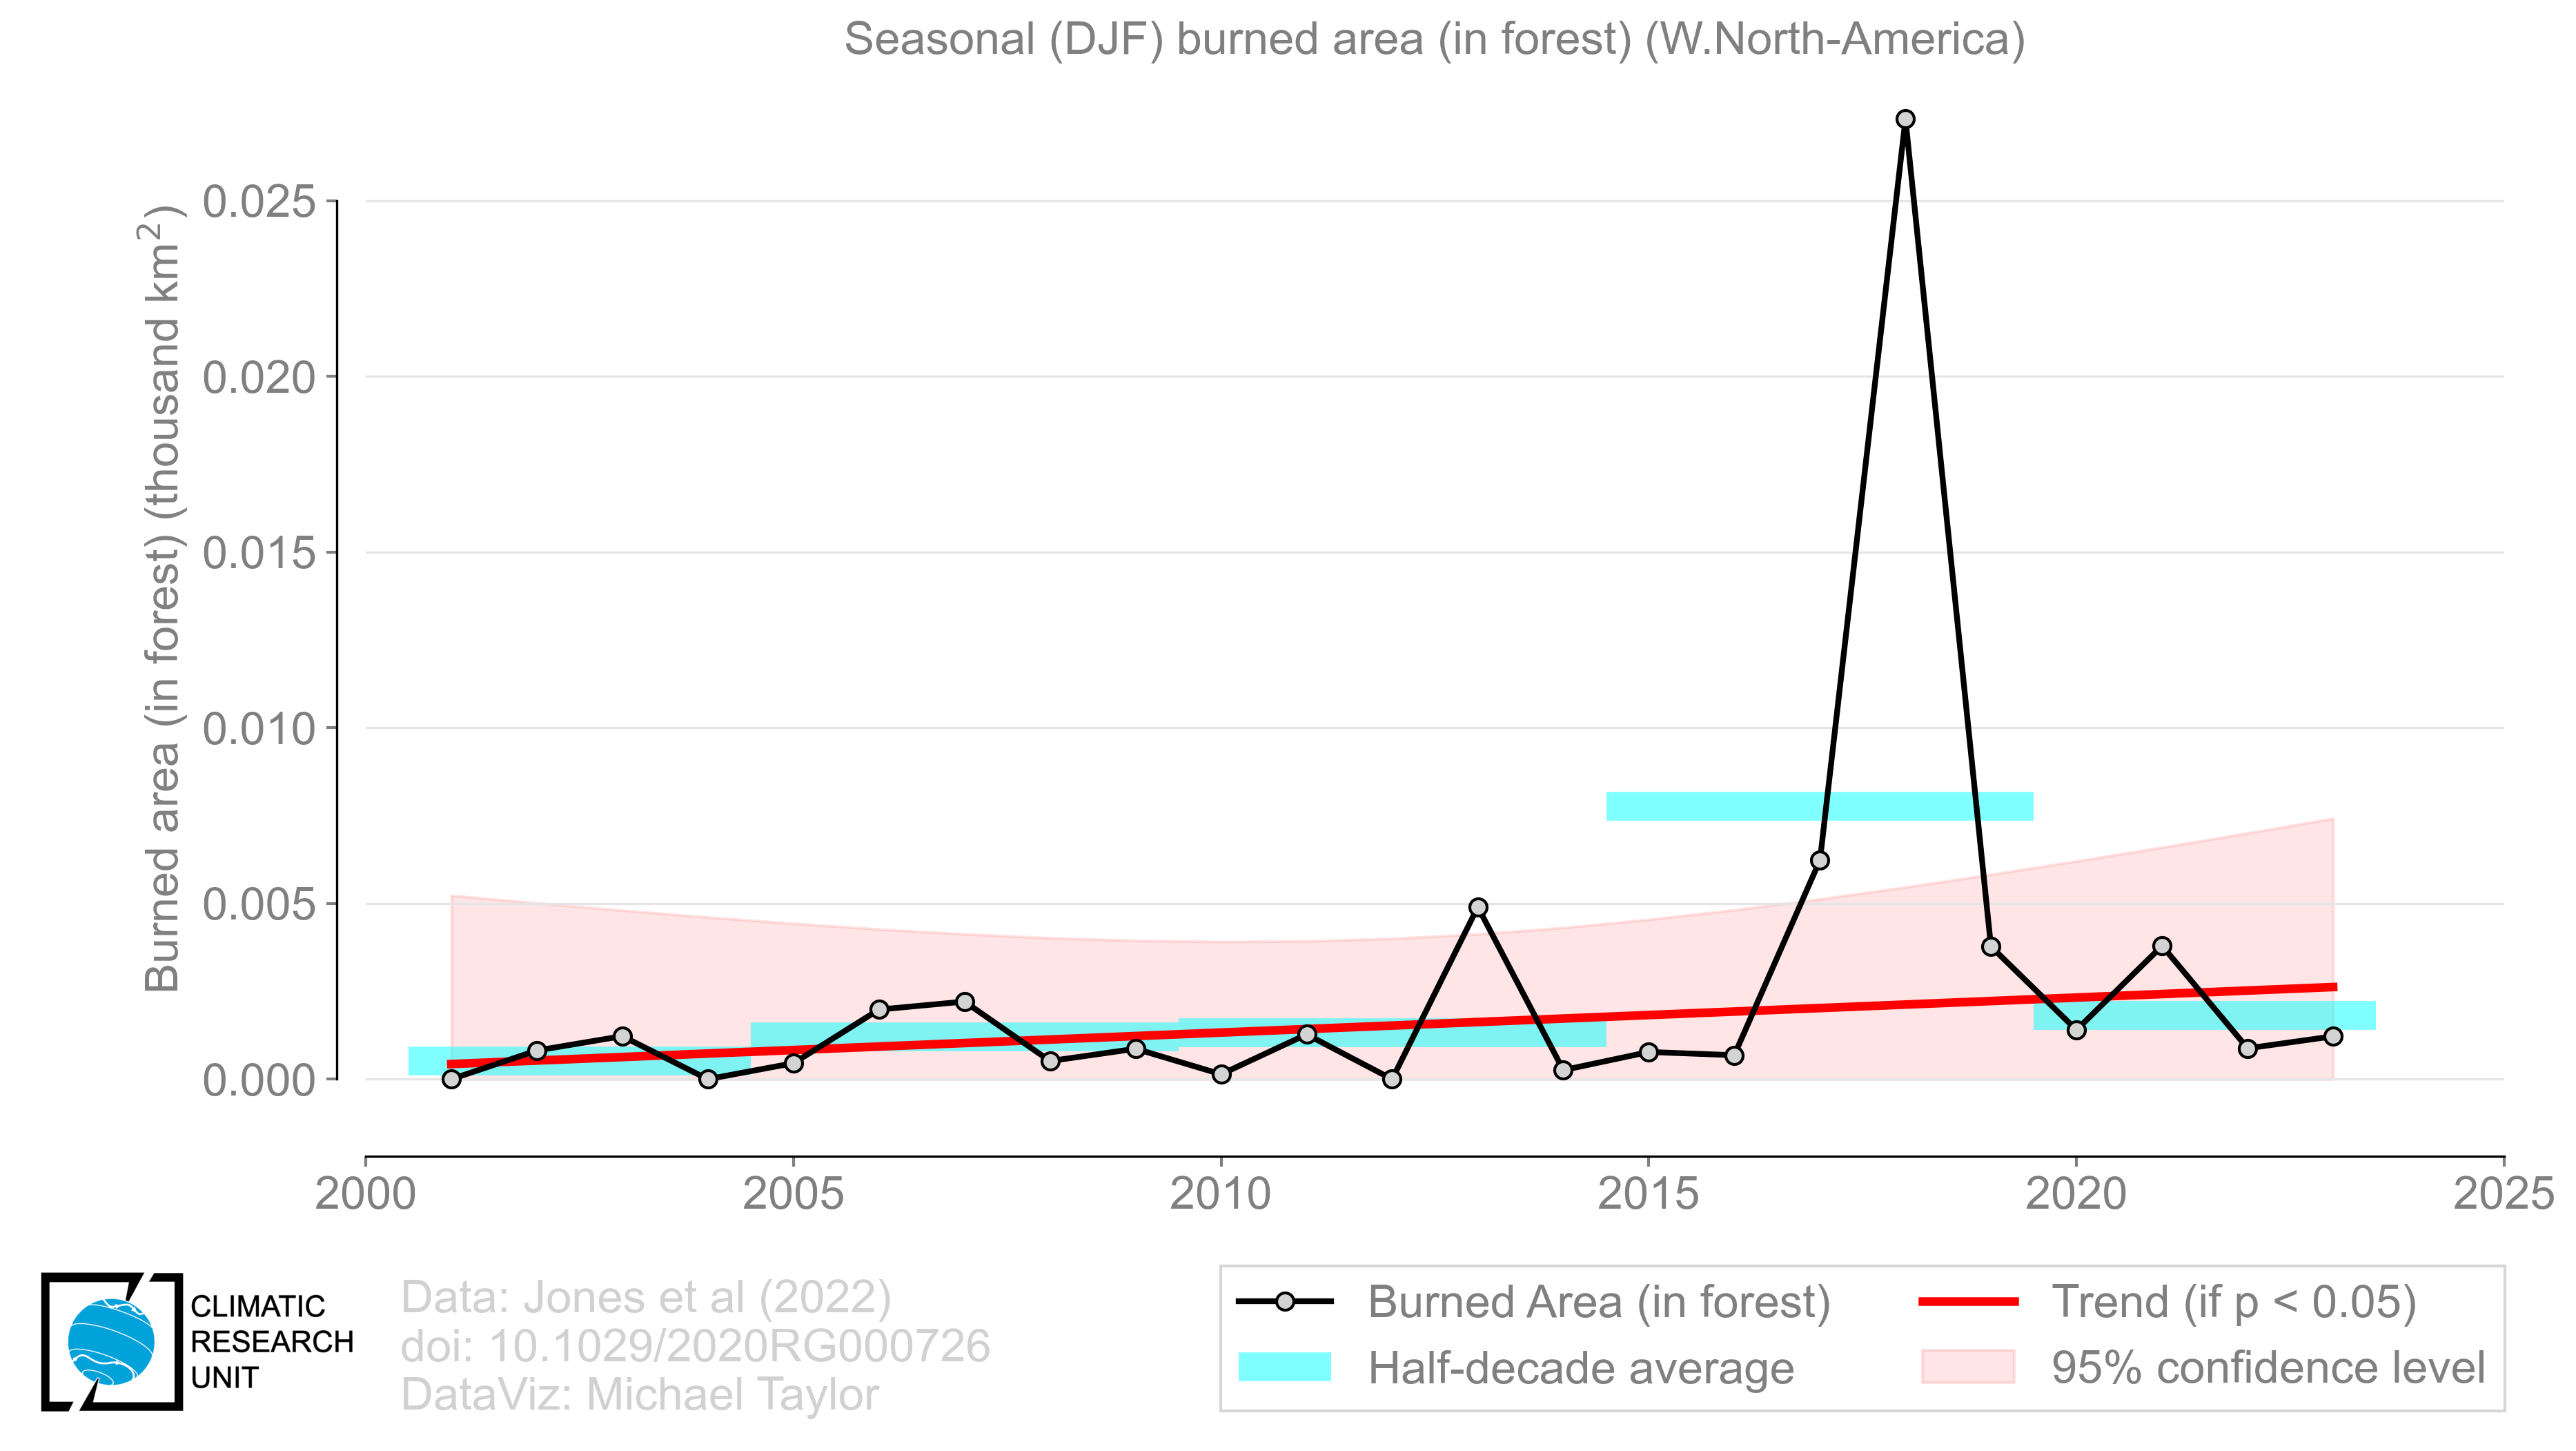 Seasonal (DJF) burned area (in forest) (W.North-America)
Burned area (in forest) (thousand km²)
0.025
0.020
0.015
0.010
0.005
0.000
2000 2005 2010 2015 2020 2025
CLIMATIC
RESEARCH
UNIT
Data: Jones et al (2022)
doi: 10.1029/2020RG000726
DataViz: Michael Taylor
Burned Area (in forest)
Half-decade average
Trend (if p < 0.05)
95% confidence level